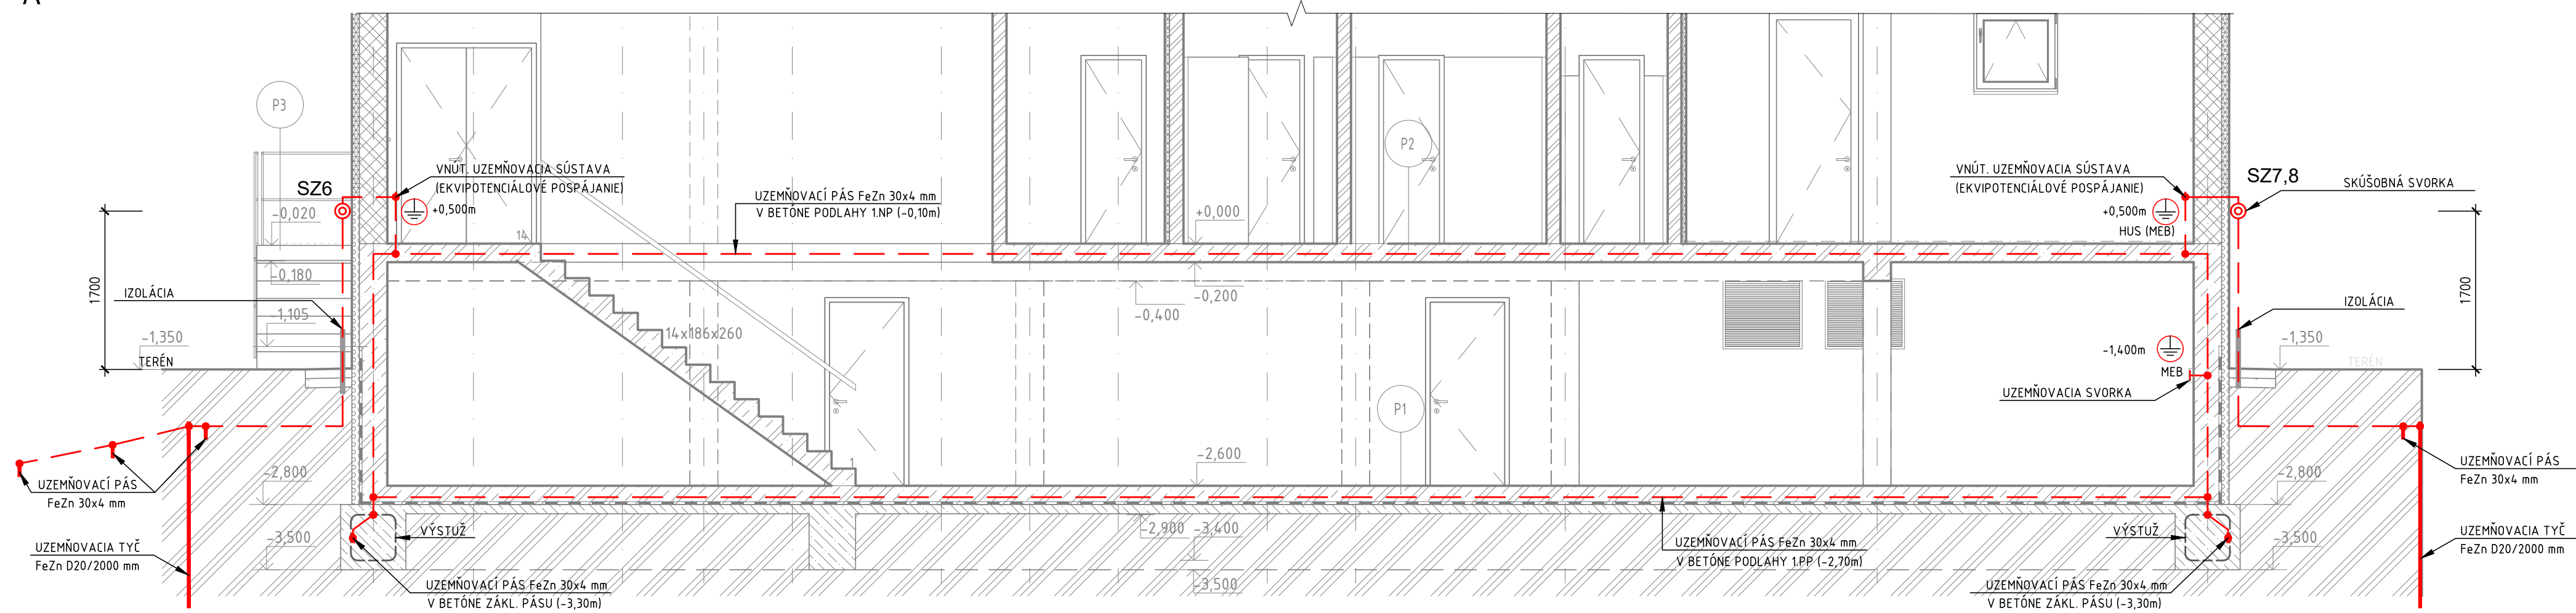 A
P3
SZ6
VNÚT. UZEMŇOVACIA SÚSTAVA
(EKVIPOTENCIÁLOVÉ POSPÁJANIE)
+0,500m
-0,020
-0,180
-1,105
1700
IZOLÁCIA
-1,350
TERÉN
14
14x186x260
1
UZEMŇOVACÍ PÁS FeZn 30x4 mm
V BETÓNE PODLAHY 1.NP (-0,10m)
+0,000
-0,200
-0,400
P2
P1
-2,600
VNÚT. UZEMŇOVACIA SÚSTAVA
(EKVIPOTENCIÁLOVÉ POSPÁJANIE)
+0,500m
HUS (MEB)
SZ7,8
SKÚŠOBNÁ SVORKA
1700
IZOLÁCIA
-1,350
TERÉN
-1,400m
MEB
UZEMŇOVACIA SVORKA
UZEMŇOVACÍ PÁS
FeZn 30x4 mm
-2,800
-3,500
UZEMŇOVACIA TYČ
FeZn D20/2000 mm
VÝSTUŽ
UZEMŇOVACÍ PÁS FeZn 30x4 mm
V BETÓNE ZÁKL. PÁSU (-3,30m)
-2,900
-3,400
-3,500
UZEMŇOVACÍ PÁS FeZn 30x4 mm
V BETÓNE PODLAHY 1.PP (-2,70m)
VÝSTUŽ
UZEMŇOVACÍ PÁS FeZn 30x4 mm
V BETÓNE ZÁKL. PÁSU (-3,30m)
-2,800
-3,500
UZEMŇOVACÍ PÁS
FeZn 30x4 mm
UZEMŇOVACIA TYČ
FeZn D20/2000 mm